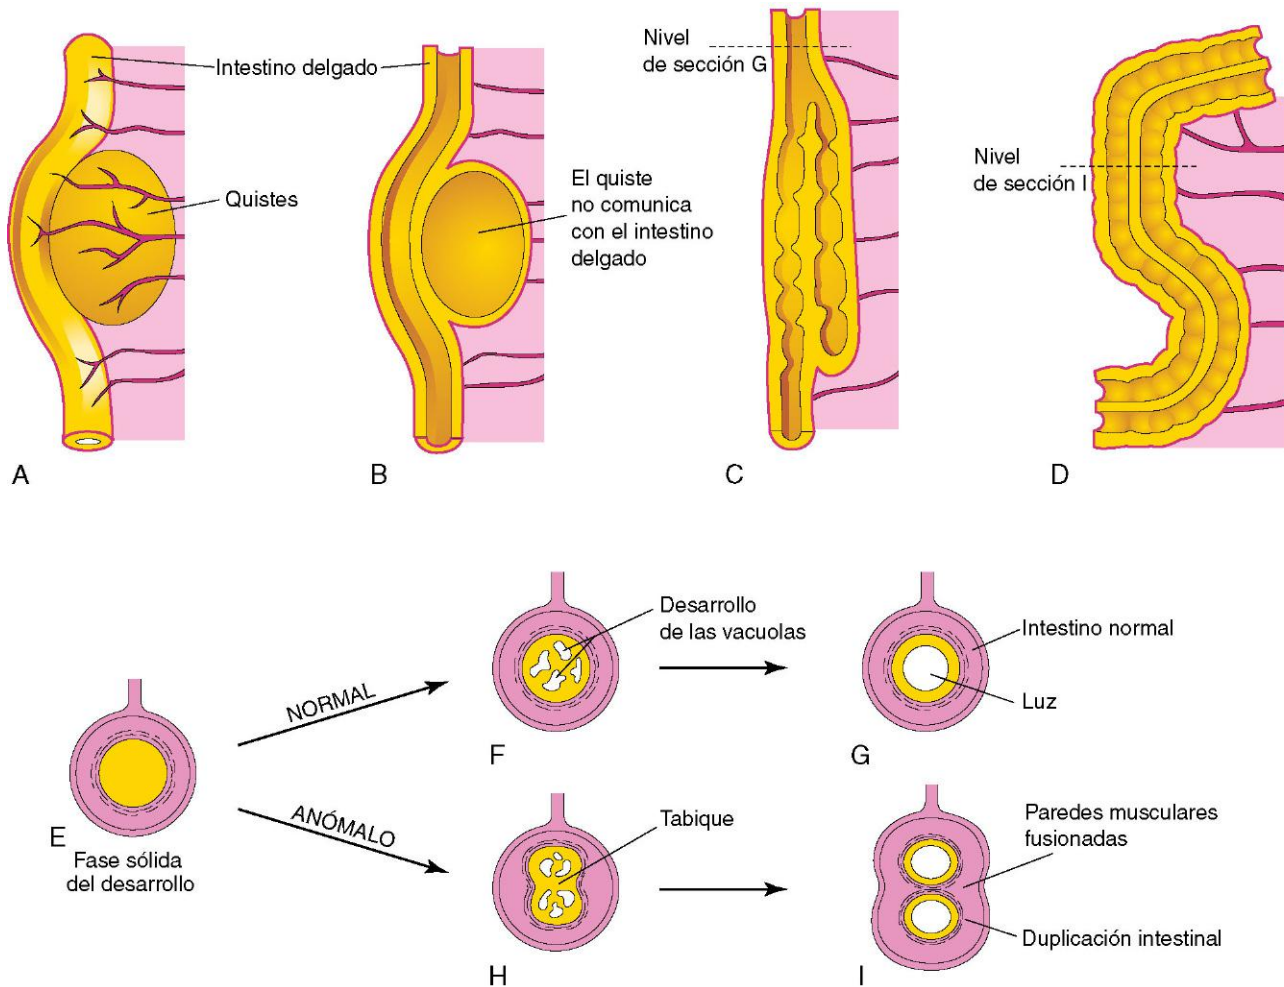 Intestino delgado
Quistes
A
El quiste
no comunica
con el intestino
delgado
B
Nivel
de sección G
C
Nivel
de sección I
D
E
Fase sólida
del desarrollo
NORMAL
ANÓMALO
Desarrollo
de las vacuolas
F
Intestino normal
Luz
G
Tabique
H
Paredes musculares
fusionadas
Duplicación intestinal
I